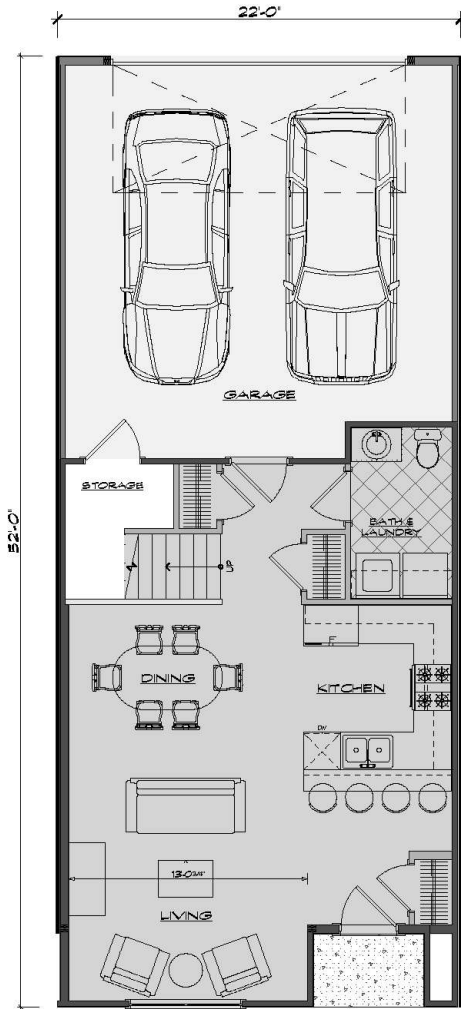 22'-0"
52'-0"
GARAGE
STORAGE
BATH &
LAUNDRY
UP
F
DINING
KITCHEN
DW
13-0 3/4"
LIVING